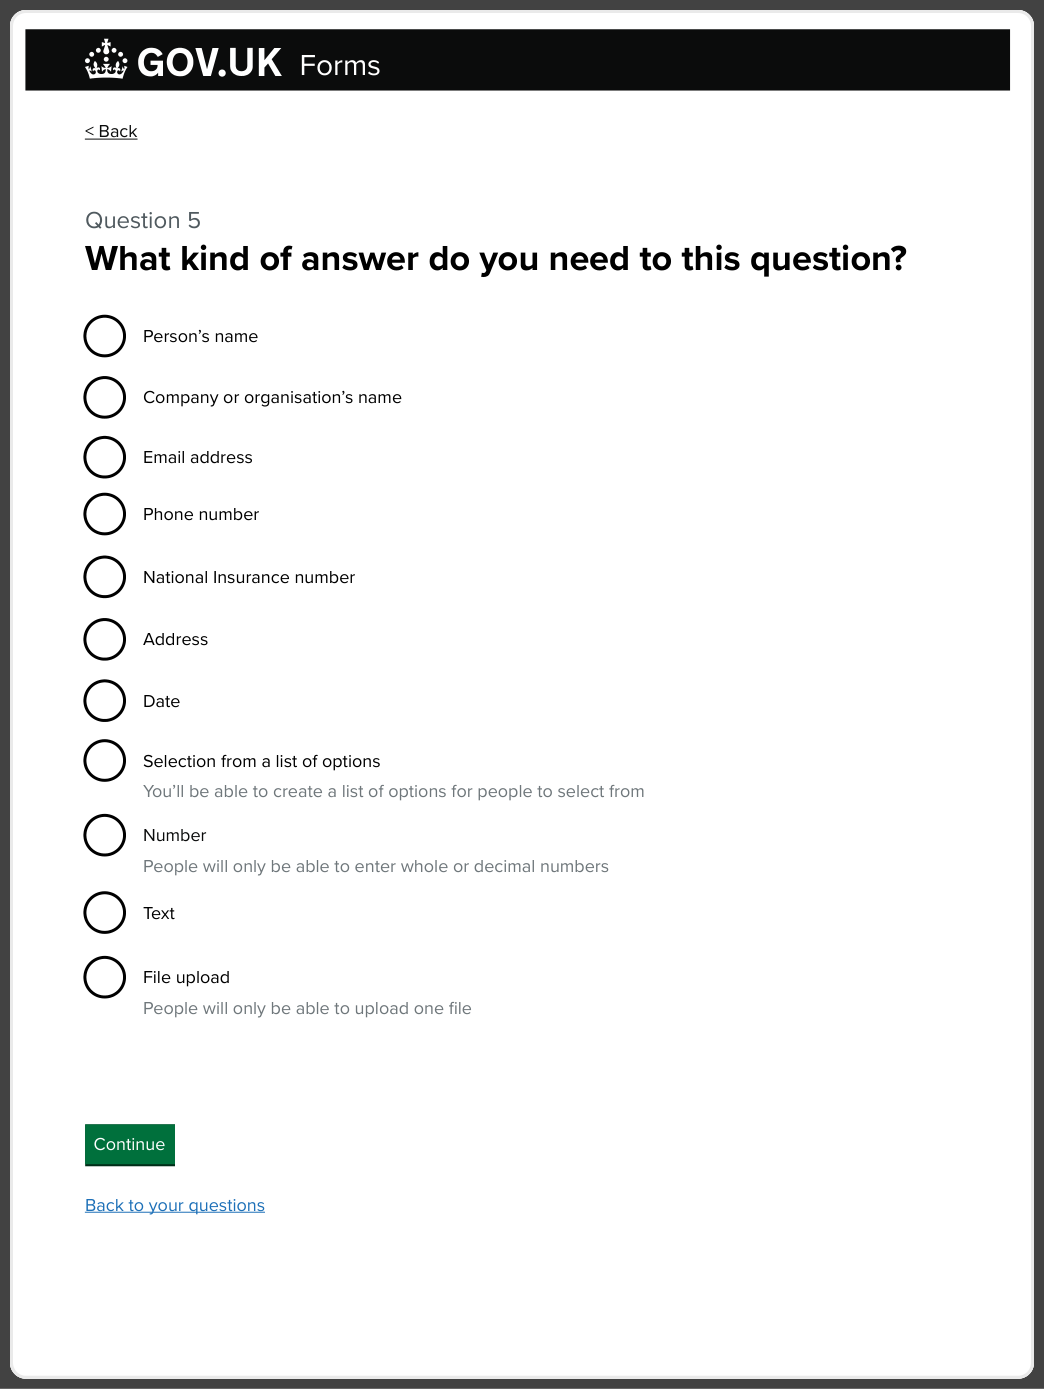 GOV.UK Forms
< Back
Question 5
What kind of answer do you need to this question?
Person’s name
Company or organisation’s name
Email address
Phone number
National Insurance number
Address
Date
Selection from a list of options
You’ll be able to create a list of options for people to select from
Number
People will only be able to enter whole or decimal numbers
Text
File upload
People will only be able to upload one file
Continue
Back to your questions